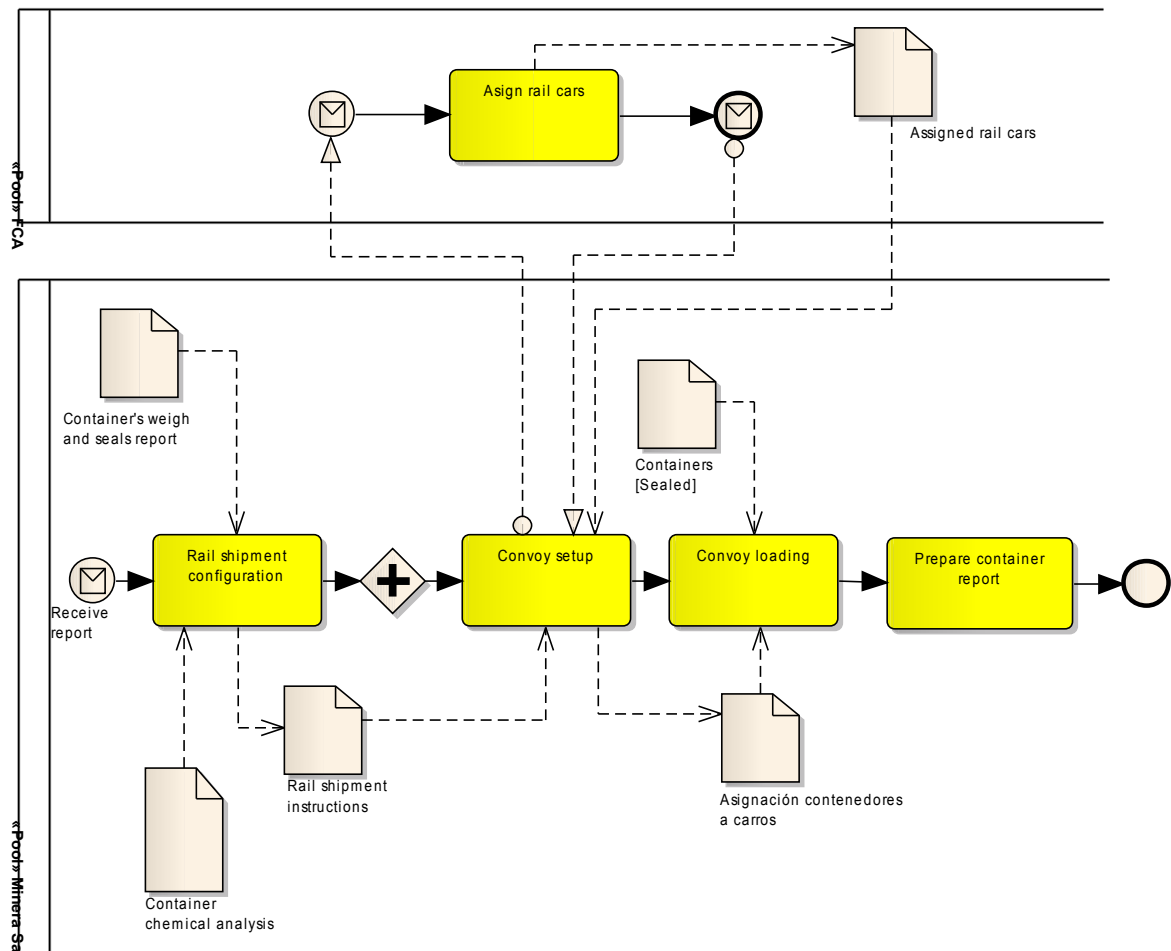 Asign rail cars
Assigned rail cars
«Pool» FCA
Container's weigh
and seals report
Containers
[Sealed]
Rail shipment
configuration
Convoy setup
Convoy loading
Prepare container
report
Receive
report
Rail shipment
instructions
Asignación contenedores
a carros
Container
chemical analysis
«Pool» Minera Sa